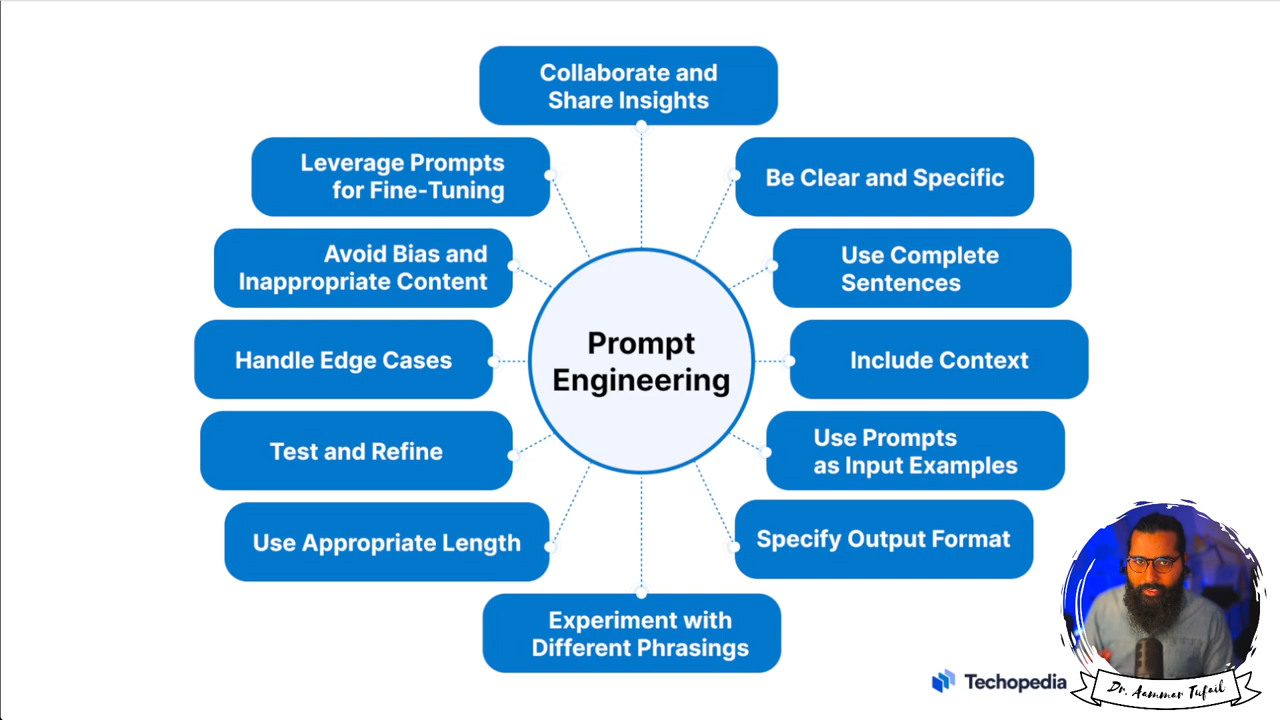 Collaborate and
Share Insights
Leverage Prompts
for Fine-Tuning
Be Clear and Specific
Avoid Bias and
Inappropriate Content
Use Complete
Sentences
Handle Edge Cases
Prompt
Engineering
Include Context
Test and Refine
Use Prompts
as Input Examples
Use Appropriate Length
Specify Output Format
Experiment with
Different Phrasings
Techopedia
Dr. Aammar Tufail